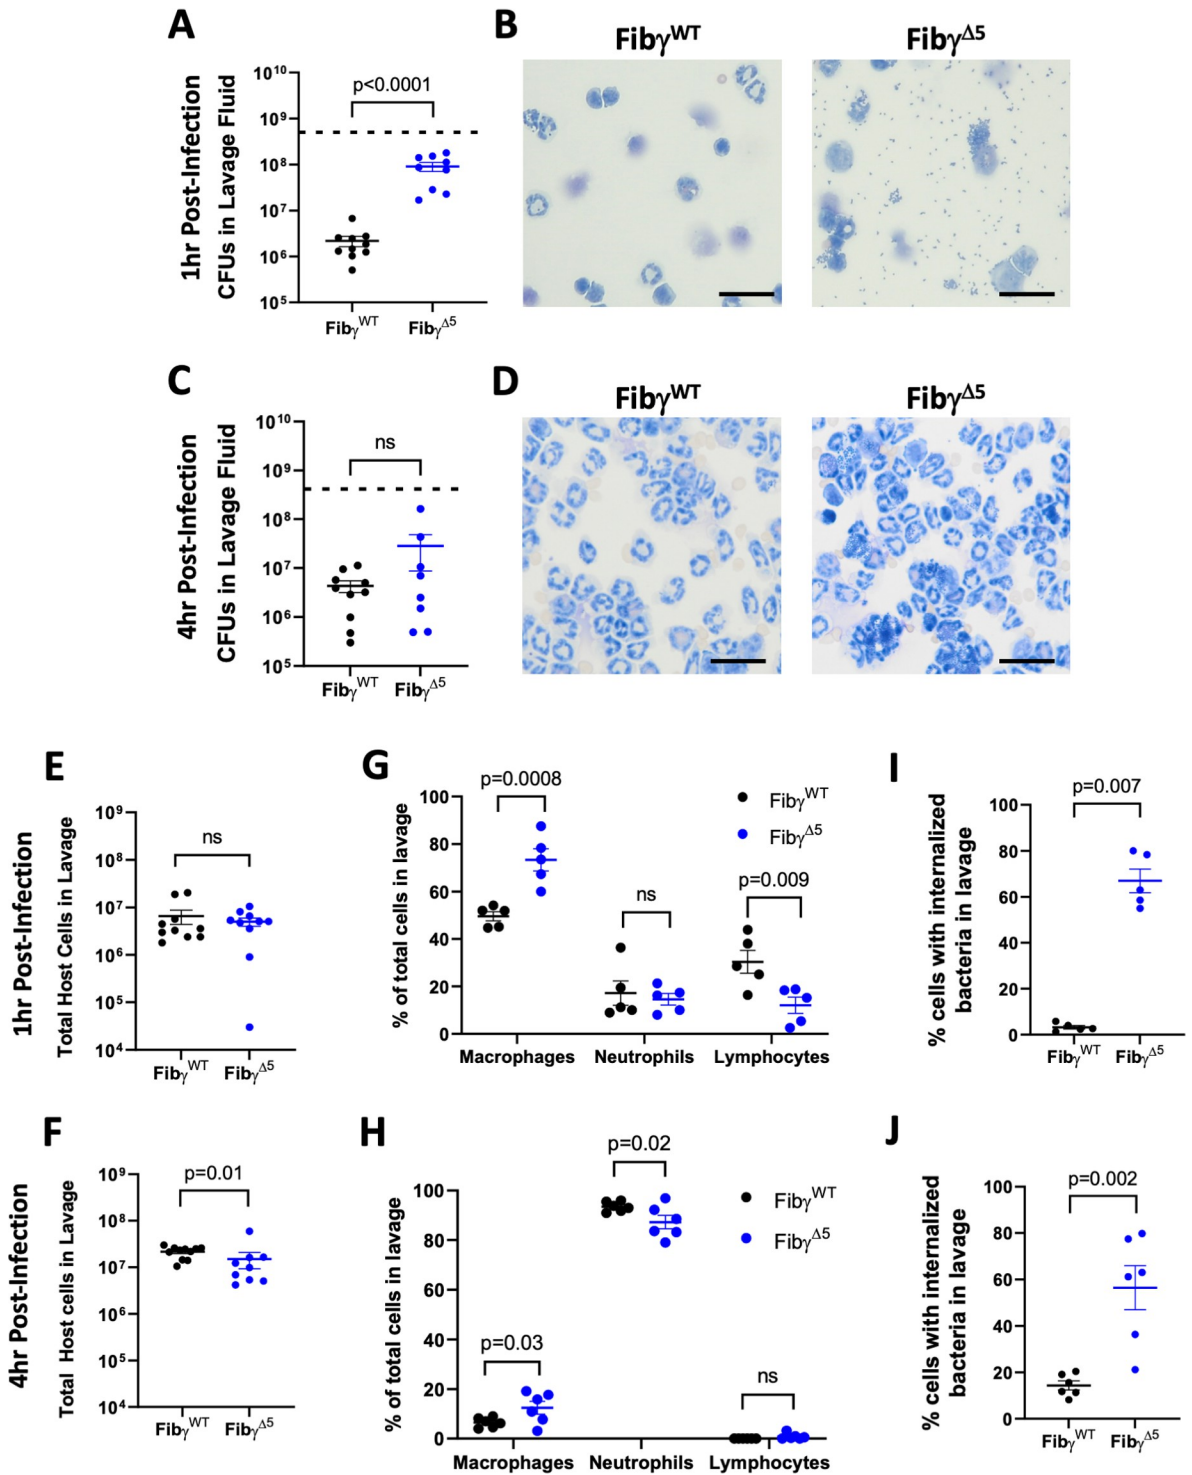 A
1hr Post-Infection
CFUs in Lavage Fluid
10¹⁰
10⁹
10⁸
10⁷
10⁶
10⁵
p<0.0001
Fibγ^WT
Fibγ^Δ5
B
Fibγ^WT
Fibγ^Δ5
C
4hr Post-Infection
CFUs in Lavage Fluid
10¹⁰
10⁹
10⁸
10⁷
10⁶
10⁵
ns
Fibγ^WT
Fibγ^Δ5
D
Fibγ^WT
Fibγ^Δ5
E
1hr Post-Infection
Total Host Cells in Lavage
10⁹
10⁸
10⁷
10⁶
10⁵
10⁴
ns
Fibγ^WT
Fibγ^Δ5
G
% of total cells in lavage
100
80
60
40
20
0
p=0.0008
ns
p=0.009
Fibγ^WT
Fibγ^Δ5
Macrophages
Neutrophils
Lymphocytes
I
% cells with internalized
bacteria in lavage
100
80
60
40
20
0
p=0.007
Fibγ^WT
Fibγ^Δ5
F
4hr Post-Infection
Total Host cells in Lavage
10⁹
10⁸
10⁷
10⁶
10⁵
10⁴
p=0.01
Fibγ^WT
Fibγ^Δ5
H
% of total cells in lavage
100
80
60
40
20
0
p=0.03
p=0.02
ns
Fibγ^WT
Fibγ^Δ5
Macrophages
Neutrophils
Lymphocytes
J
% cells with internalized
bacteria in lavage
100
80
60
40
20
0
p=0.002
Fibγ^WT
Fibγ^Δ5